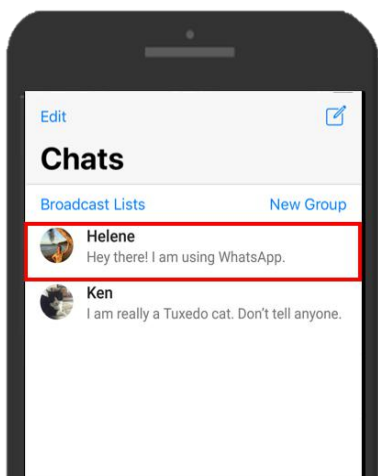 Edit
Chats
Broadcast Lists New Group
Helene
Hey there! I am using WhatsApp.
Ken
I am really a Tuxedo cat. Don't tell anyone.